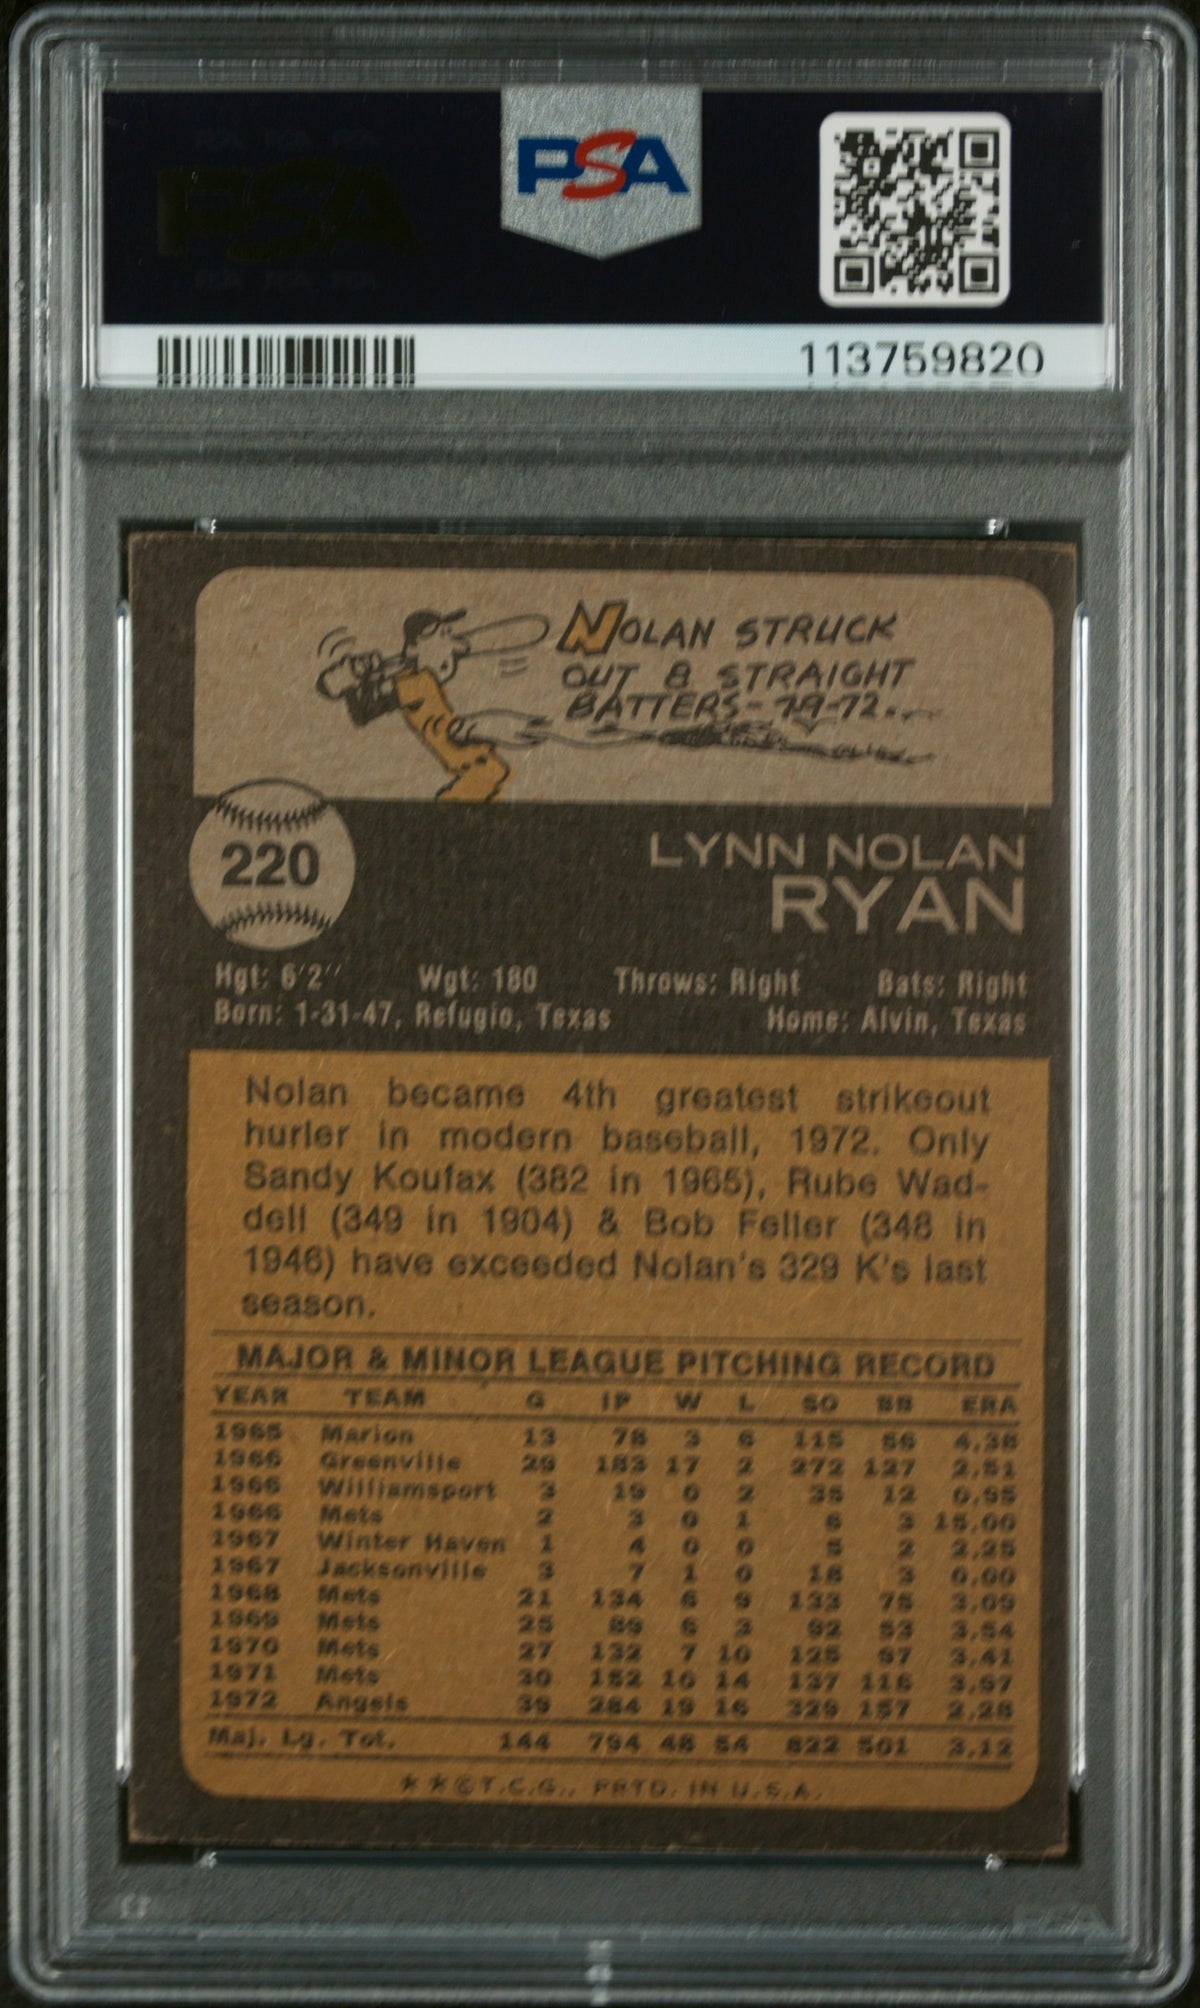 PSA
113759820
NOLAN STRUCK
OUT 8 STRAIGHT
BATTERS-7-9-72...
220
LYNN NOLAN
RYAN
Hgt: 6'2'' Wgt: 180 Throws: Right Bats: Right
Born: 1-31-47, Refugio, Texas Home: Alvin, Texas
Nolan became 4th greatest strikeout
hurler in modern baseball, 1972. Only
Sandy Koufax (382 in 1965), Rube Wad-
dell (349 in 1904) & Bob Feller (348 in
1946) have exceeded Nolan's 329 K's last
season.
MAJOR & MINOR LEAGUE PITCHING RECORD
YEAR TEAM G IP W L SO BB ERA
1965 Marion 13 78 3 6 115 56 4.38
1966 Greenville 29 183 17 2 272 127 2.51
1966 Williamsport 3 19 0 2 35 12 0.95
1966 Mets 2 3 0 1 6 3 15.00
1967 Winter Haven 1 4 0 0 5 2 2.25
1967 Jacksonville 3 7 1 0 18 3 0.00
1968 Mets 21 134 6 9 133 75 3.09
1969 Mets 25 89 6 3 92 53 3.54
1970 Mets 27 132 7 10 125 97 3.41
1971 Mets 30 152 10 14 137 116 3.97
1972 Angels 39 284 19 16 329 157 2.28
Maj. Lg. Tot. 144 794 48 54 822 501 3.12
**©T.C.G., PRTD. IN U.S.A.